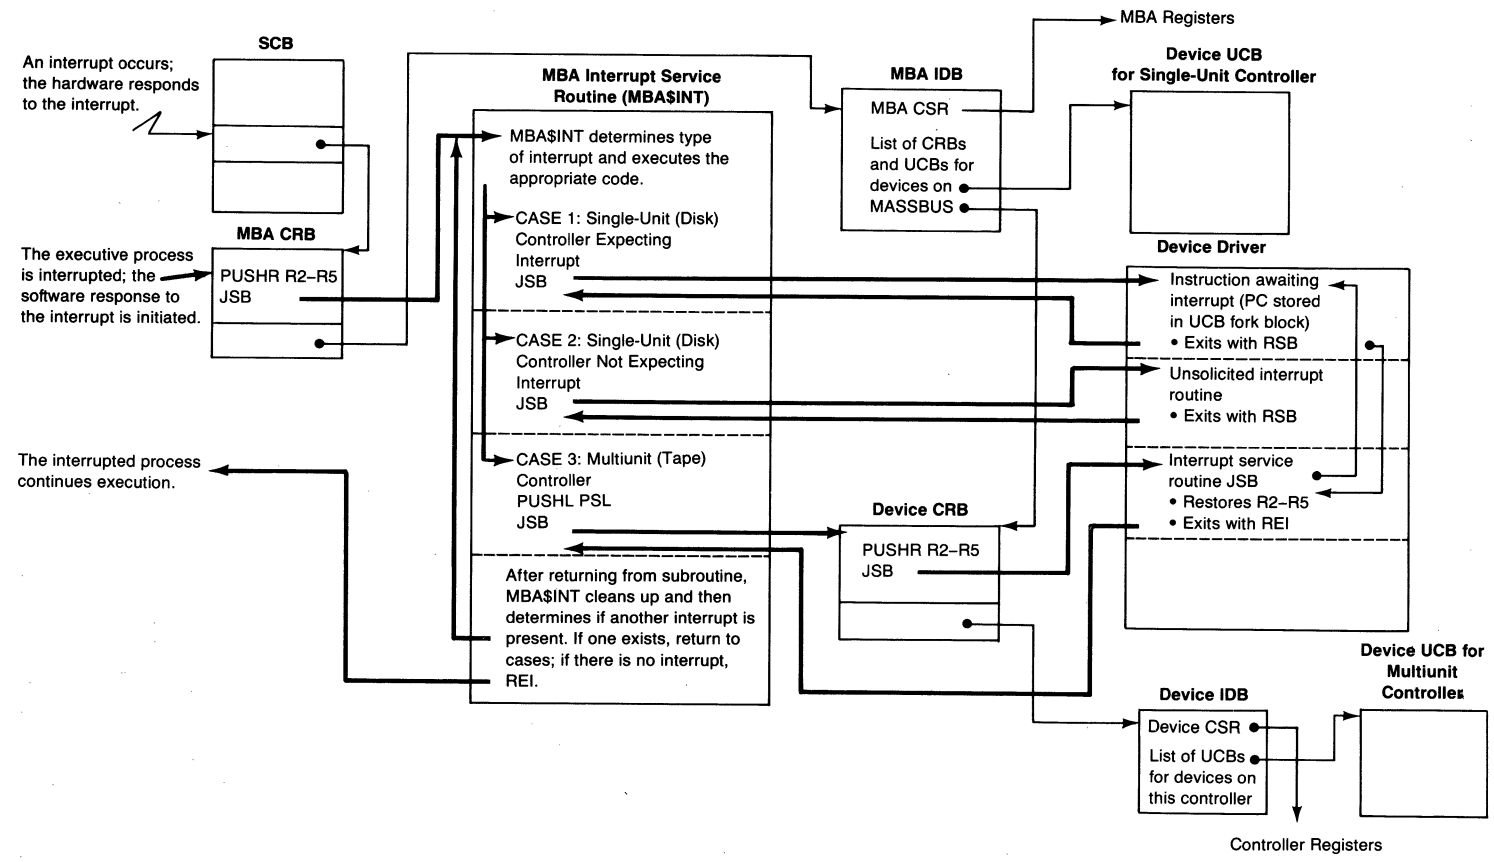 SCB
An interrupt occurs;
the hardware responds
to the interrupt.
MBA CRB
The executive process
is interrupted; the
software response to
the interrupt is initiated.
PUSHR R2–R5
JSB
The interrupted process
continues execution.
MBA Interrupt Service
Routine (MBA$INT)
MBA$INT determines type
of interrupt and executes the
appropriate code.
CASE 1: Single-Unit (Disk)
Controller Expecting
Interrupt
JSB
CASE 2: Single-Unit (Disk)
Controller Not Expecting
Interrupt
JSB
CASE 3: Multiunit (Tape)
Controller
PUSHL PSL
JSB
After returning from subroutine,
MBA$INT cleans up and then
determines if another interrupt is
present. If one exists, return to
cases; if there is no interrupt,
REI.
MBA IDB
MBA CSR
List of CRBs
and UCBs for
devices on
MASSBUS
MBA Registers
Device UCB
for Single-Unit Controller
Device Driver
Instruction awaiting
interrupt (PC stored
in UCB fork block)
• Exits with RSB
Unsolicited interrupt
routine
• Exits with RSB
Interrupt service
routine JSB
• Restores R2–R5
• Exits with REI
Device CRB
PUSHR R2–R5
JSB
Device IDB
Device CSR
List of UCBs
for devices on
this controller
Device UCB for
Multiunit
Controller
Controller Registers